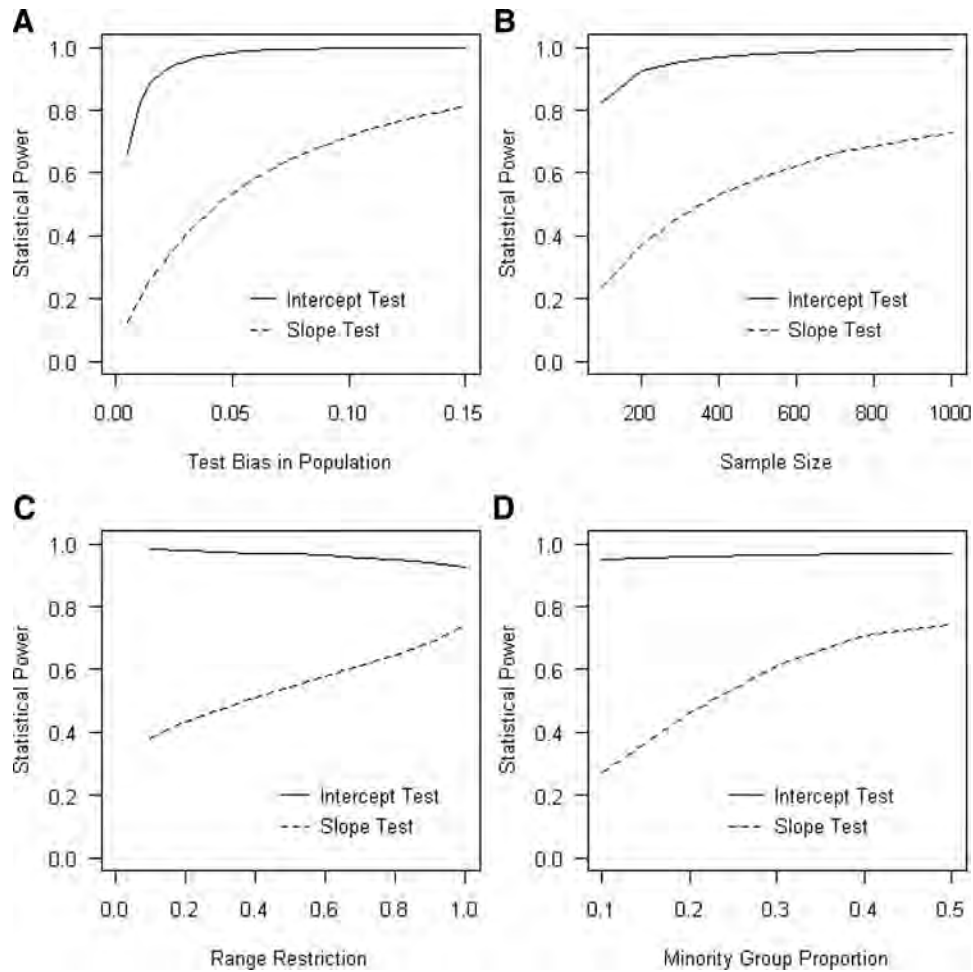 A
Statistical Power
1.0
0.8
0.6
0.4
0.2
0.0
Intercept Test
Slope Test
0.00 0.05 0.10 0.15
Test Bias in Population
B
Statistical Power
1.0
0.8
0.6
0.4
0.2
0.0
Intercept Test
Slope Test
200 400 600 800 1000
Sample Size
C
Statistical Power
1.0
0.8
0.6
0.4
0.2
0.0
Intercept Test
Slope Test
0.0 0.2 0.4 0.6 0.8 1.0
Range Restriction
D
Statistical Power
1.0
0.8
0.6
0.4
0.2
0.0
Intercept Test
Slope Test
0.1 0.2 0.3 0.4 0.5
Minority Group Proportion